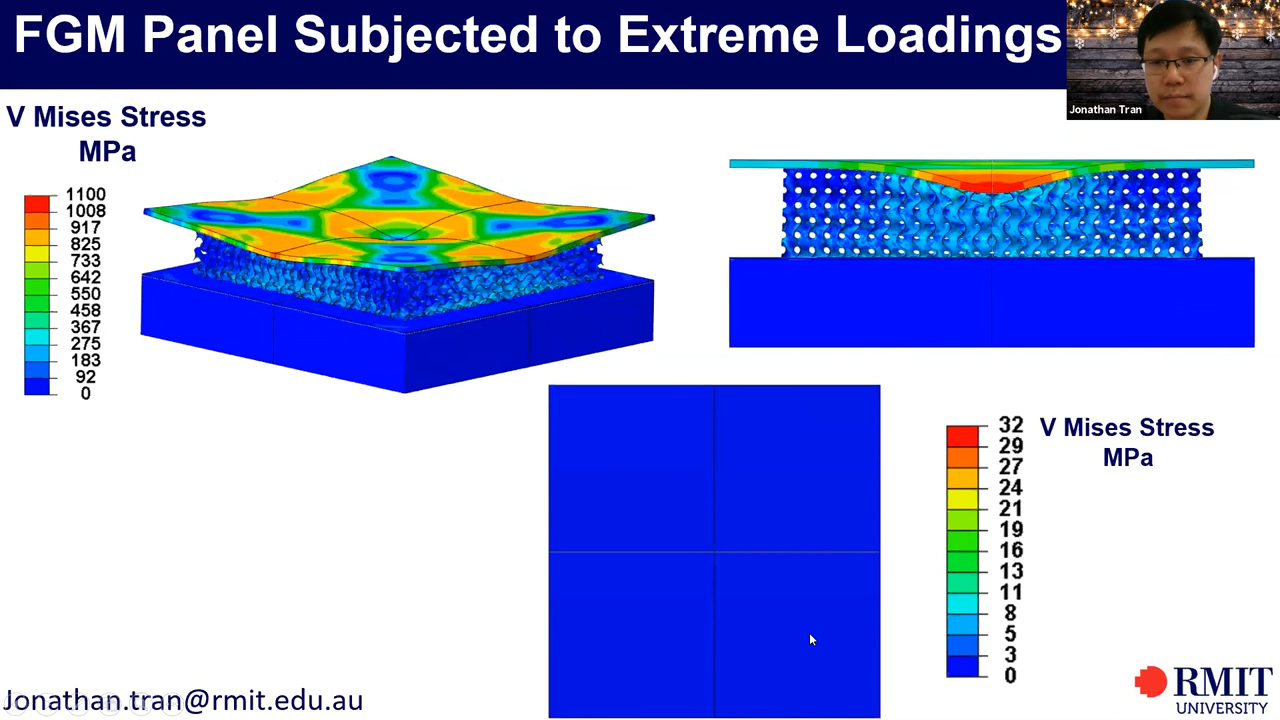 FGM Panel Subjected to Extreme Loadings
Jonathan Tran
V Mises Stress
MPa
1100
1008
917
825
733
642
550
458
367
275
183
92
0
32
29
27
24
21
19
16
13
11
8
5
3
0
V Mises Stress
MPa
Jonathan.tran@rmit.edu.au
RMIT
UNIVERSITY